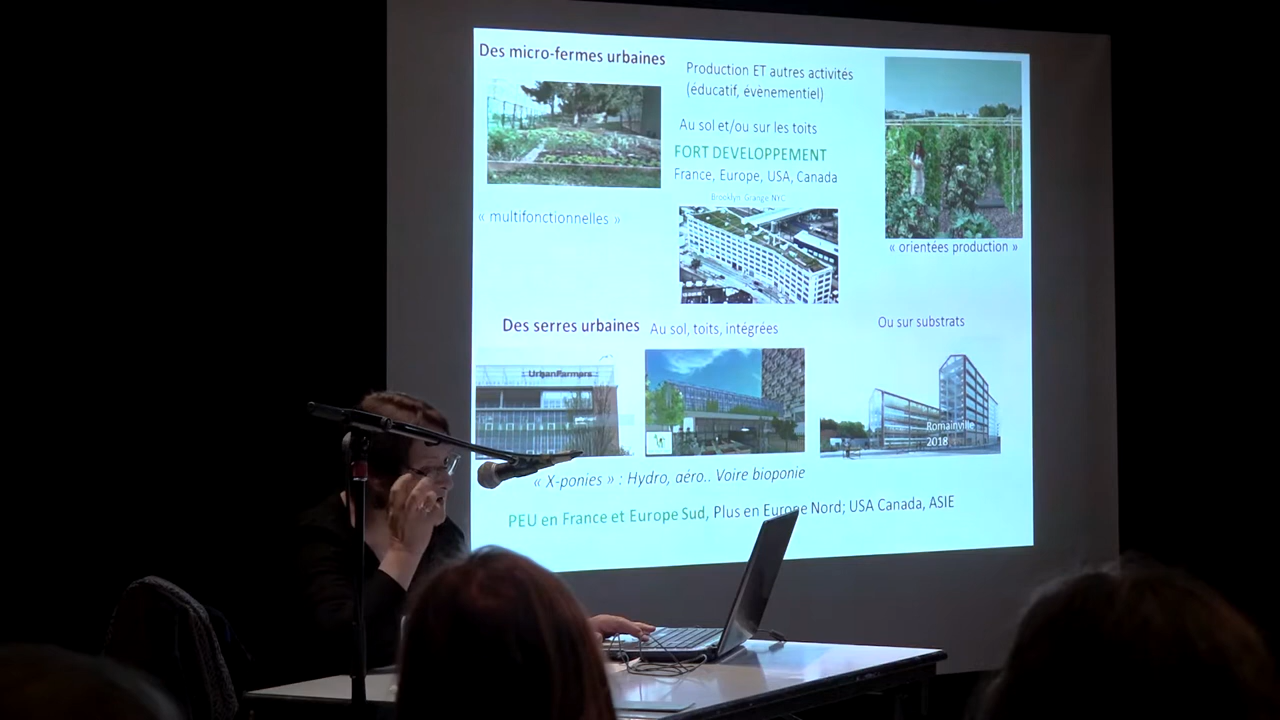 Des micro-fermes urbaines
Production ET autres activités
(éducatif, évènementiel)
Au sol et/ou sur les toits
FORT DEVELOPPEMENT
France, Europe, USA, Canada
Brocklyn Grange NYC
« multifonctionnelles »
« orientées production »
Des serres urbaines
Au sol, toits, intégrées
Ou sur substrats
UrbanFarmers
Romainville
2018
« X-ponies » : Hydro, aéro.. Voire bioponie
PEU en France et Europe Sud, Plus en Europe Nord; USA Canada, ASIE